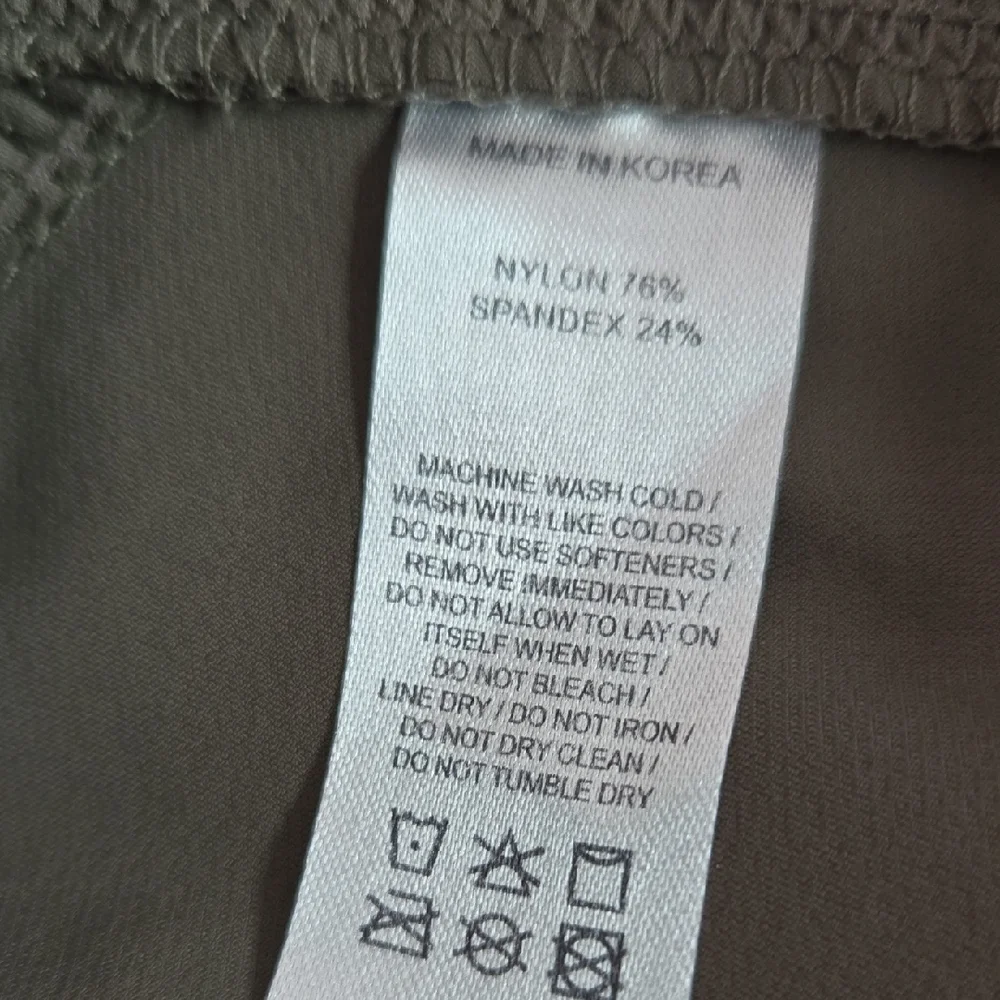 MADE IN KOREA
NYLON 76%
SPANDEX 24%
MACHINE WASH COLD /
WASH WITH LIKE COLORS /
DO NOT USE SOFTENERS /
REMOVE IMMEDIATELY /
DO NOT ALLOW TO LAY ON
ITSELF WHEN WET /
DO NOT BLEACH /
LINE DRY / DO NOT IRON /
DO NOT DRY CLEAN /
DO NOT TUMBLE DRY